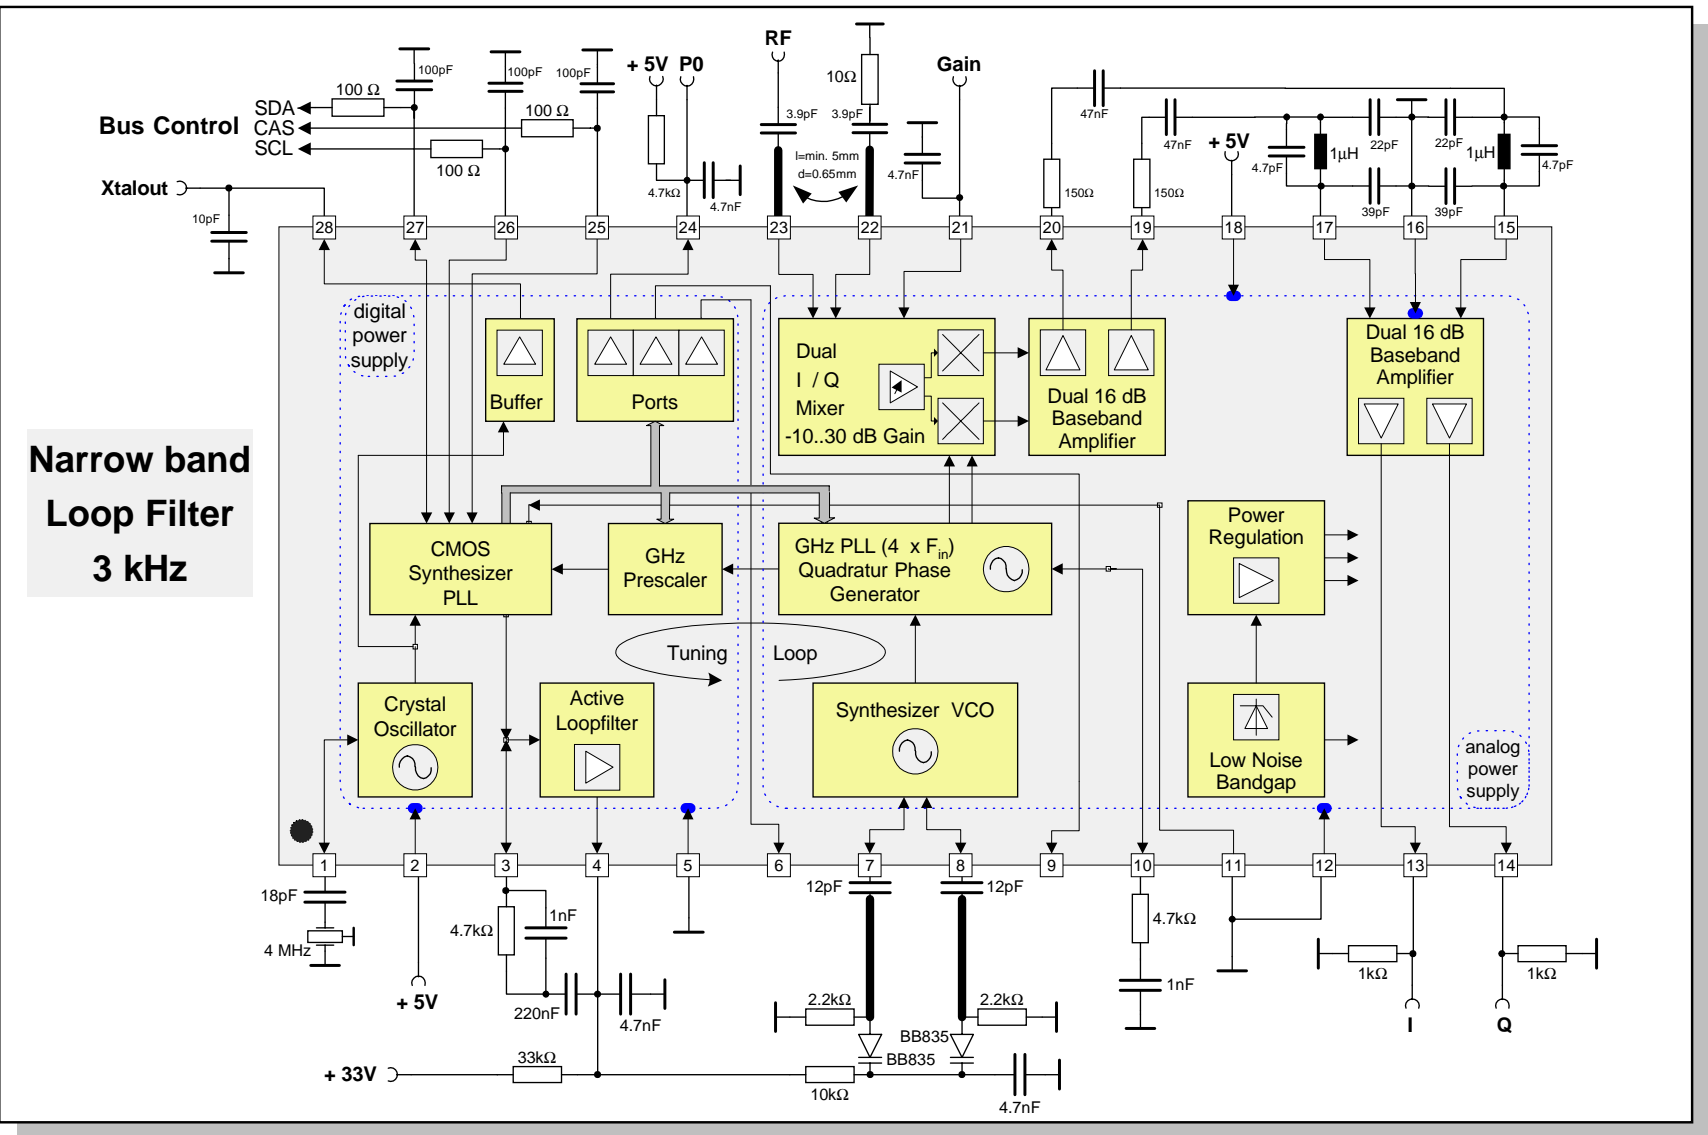 RF
+ 5V P0
Gain
100pF
100pF
100pF
10Ω
100 Ω
SDA
Bus Control
CAS
100 Ω
SCL
100 Ω
3.9pF
3.9pF
47nF
47nF
+ 5V
22pF
22pF
1µH
1µH
4.7pF
4.7pF
l=min. 5mm
d=0.65mm
4.7nF
Xtalout
4.7kΩ
4.7nF
150Ω
150Ω
10pF
39pF
39pF
28
27
26
25
24
23
22
21
20
19
18
17
16
15
digital
power
supply
Buffer
Ports
Dual
I / Q
Mixer
-10..30 dB Gain
Dual 16 dB
Baseband
Amplifier
Dual 16 dB
Baseband
Amplifier
Narrow band
Loop Filter
3 kHz
CMOS
Synthesizer
PLL
GHz
Prescaler
GHz PLL (4 x Fin)
Quadratur Phase
Generator
Power
Regulation
Tuning Loop
Crystal
Oscillator
Active
Loopfilter
Synthesizer VCO
Low Noise
Bandgap
analog
power
supply
1
2
3
4
5
6
7
8
9
10
11
12
13
14
18pF
4 MHz
+ 5V
4.7kΩ
1nF
220nF
4.7nF
12pF
12pF
2.2kΩ
2.2kΩ
BB835
BB835
4.7kΩ
1nF
1kΩ
1kΩ
I
Q
+ 33V
33kΩ
10kΩ
4.7nF